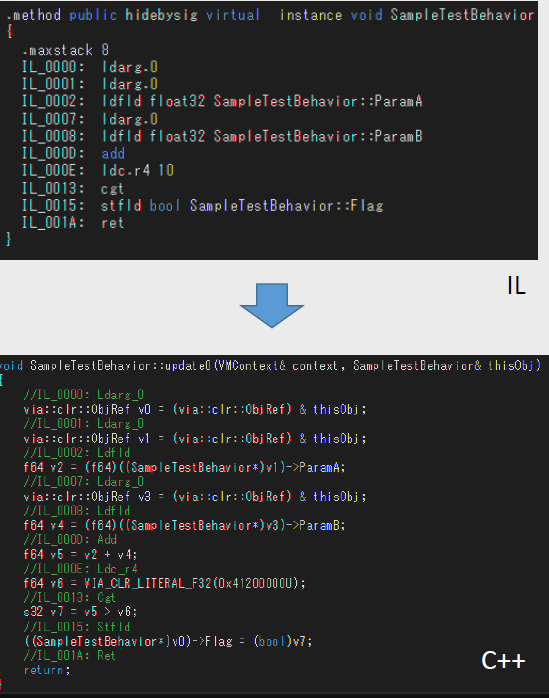 .method public hidebysig virtual instance void SampleTestBehavior
{
.maxstack 8
IL_0000: ldarg.0
IL_0001: ldarg.0
IL_0002: ldfld float32 SampleTestBehavior::ParamA
IL_0007: ldarg.0
IL_0008: ldfld float32 SampleTestBehavior::ParamB
IL_000D: add
IL_000E: ldc.r4 10
IL_0013: cgt
IL_0015: stfld bool SampleTestBehavior::Flag
IL_001A: ret
}
IL
void SampleTestBehavior::update0(VMContext& context, SampleTestBehavior& thisObj)
{
//IL_0000: Ldarg_0
via::clr::ObjRef v0 = (via::clr::ObjRef) & thisObj;
//IL_0001: Ldarg_0
via::clr::ObjRef v1 = (via::clr::ObjRef) & thisObj;
//IL_0002: Ldfld
f64 v2 = (f64)((SampleTestBehavior*)v1)->ParamA;
//IL_0007: Ldarg_0
via::clr::ObjRef v3 = (via::clr::ObjRef) & thisObj;
//IL_0008: Ldfld
f64 v4 = (f64)((SampleTestBehavior*)v3)->ParamB;
//IL_000D: Add
f64 v5 = v2 + v4;
//IL_000E: Ldc_r4
f64 v6 = VIA_CLR_LITERAL_F32(0x41200000U);
//IL_0013: Cgt
s32 v7 = v5 > v6;
//IL_0015: Stfld
((SampleTestBehavior*)v0)->Flag = (bool)v7;
//IL_001A: Ret
return;
}
C++